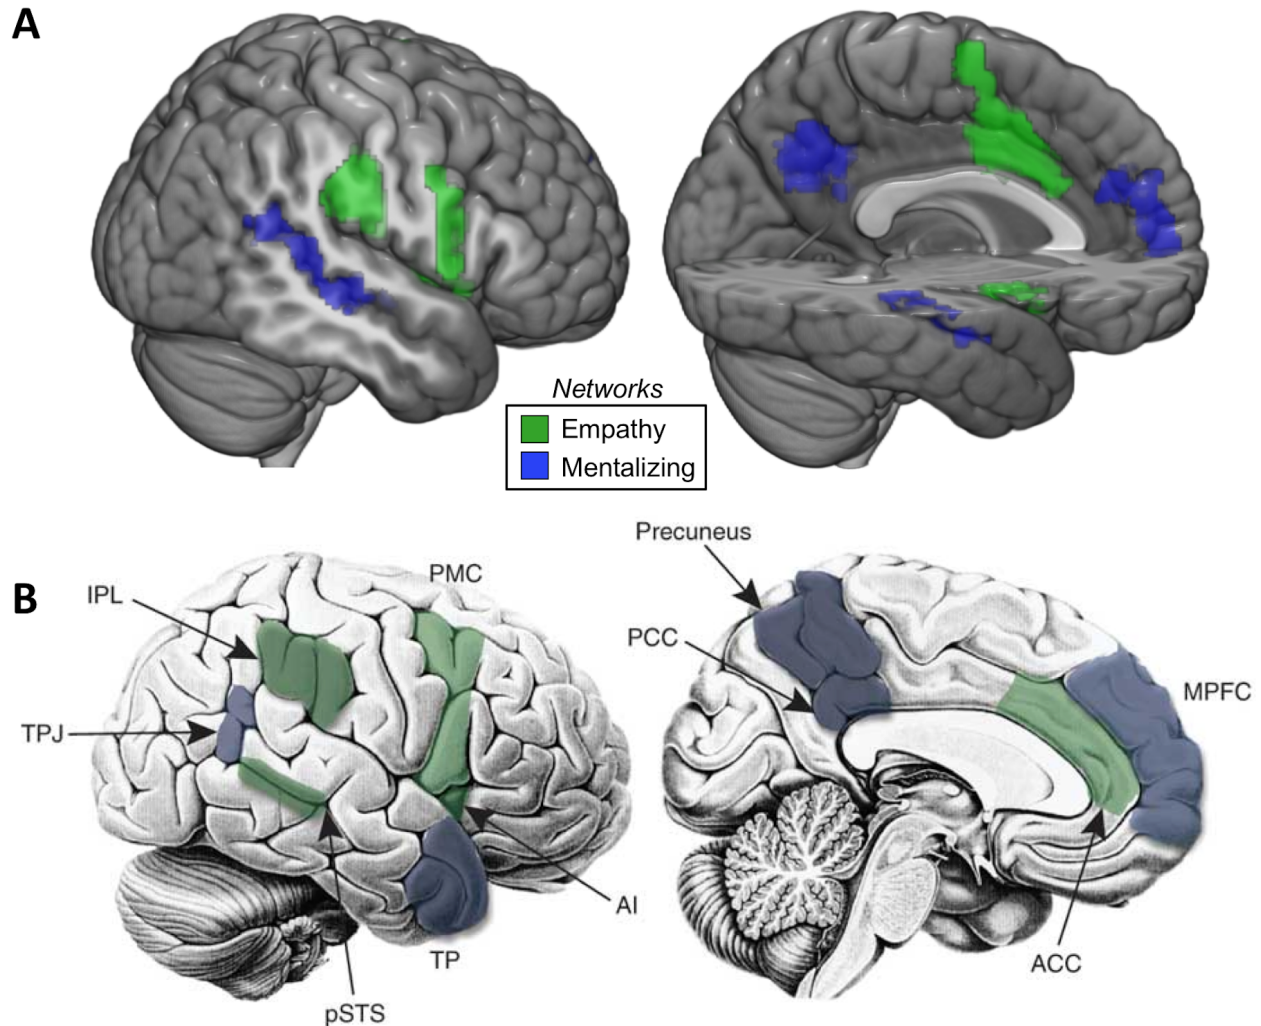 A
Networks
Empathy
Mentalizing
B
IPL
PMC
TPJ
AI
TP
pSTS
Precuneus
PCC
MPFC
ACC